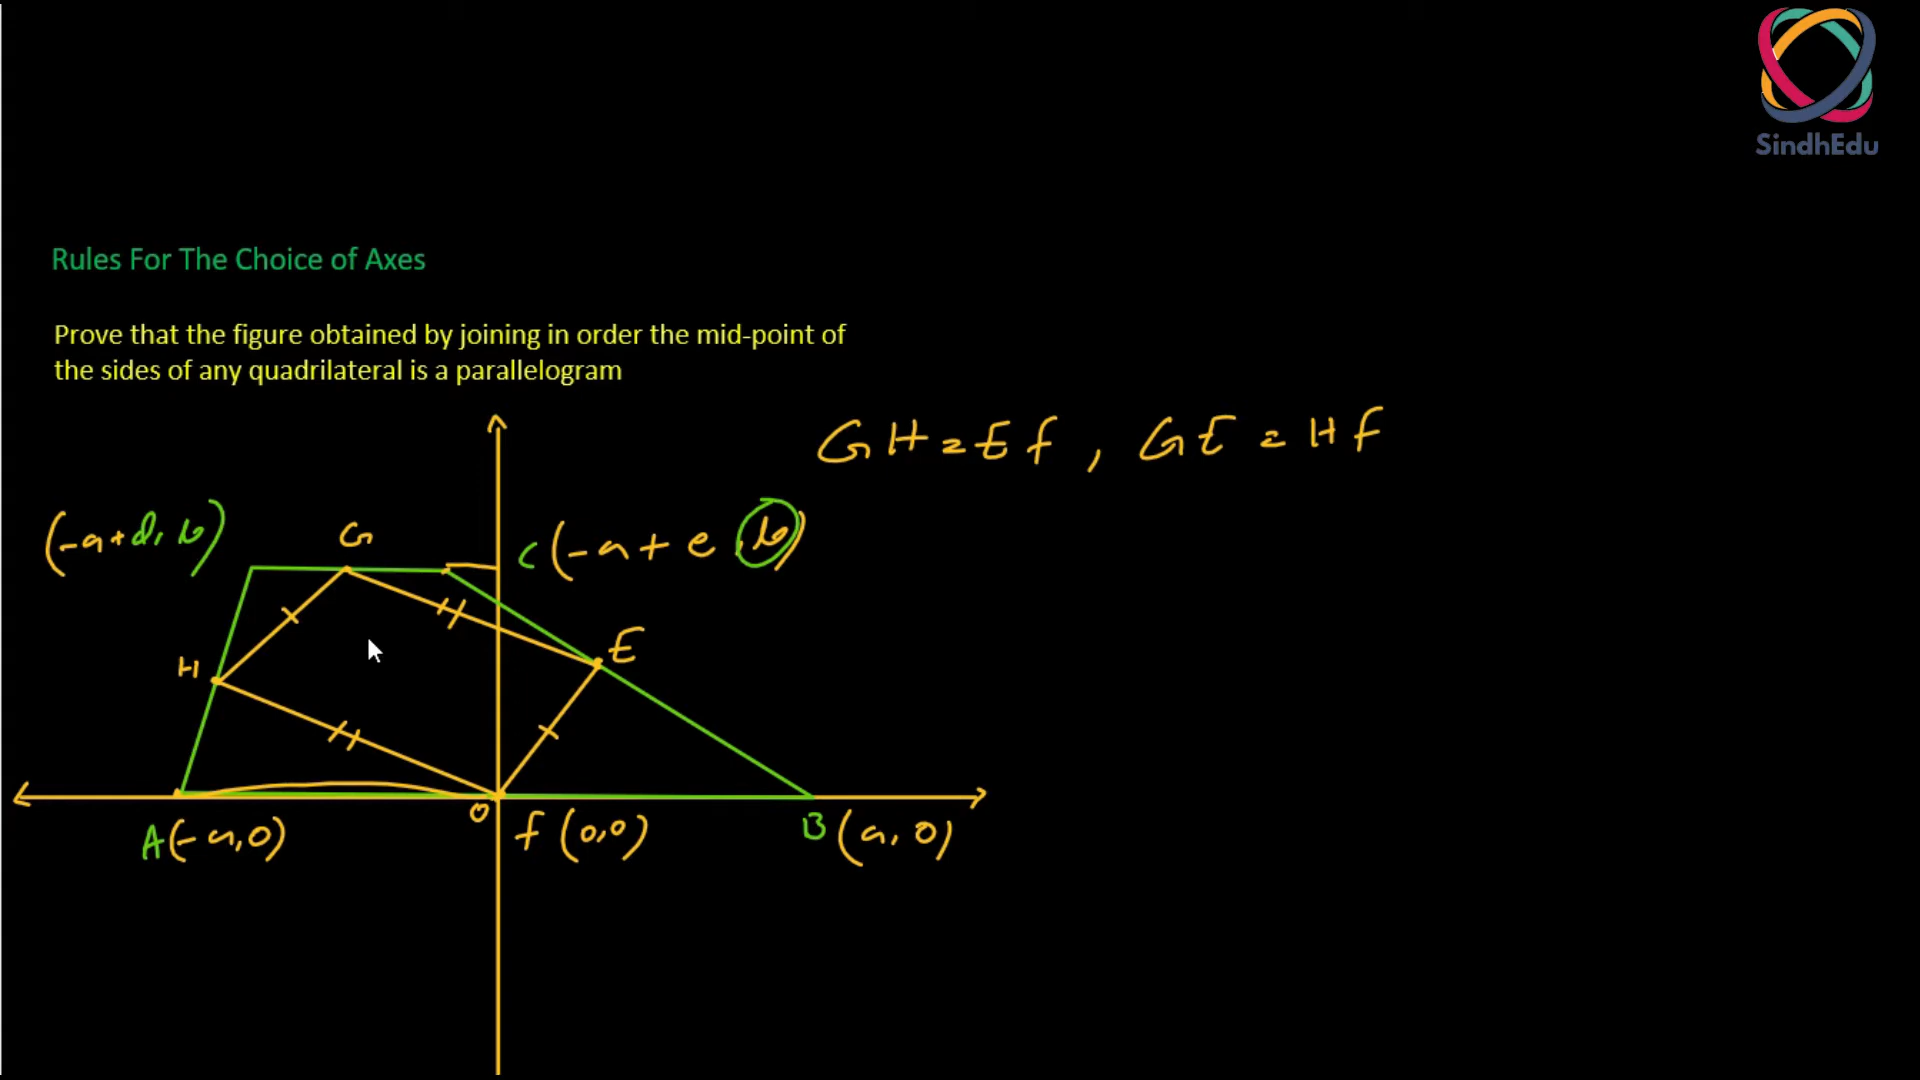 SindhEdu
Rules For The Choice of Axes
Prove that the figure obtained by joining in order the mid-point of
the sides of any quadrilateral is a parallelogram
GH=Ef, GE=Hf
(-a+d, b) G C(-a+e, b)
H E
A(-a,0) O f(0,0) B(a,0)